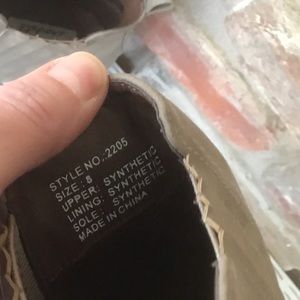 STYLE NO.:2205
SIZE: 8
UPPER: SYNTHETIC
LINING: SYNTHETIC
SOLE: SYNTHETIC
MADE IN CHINA